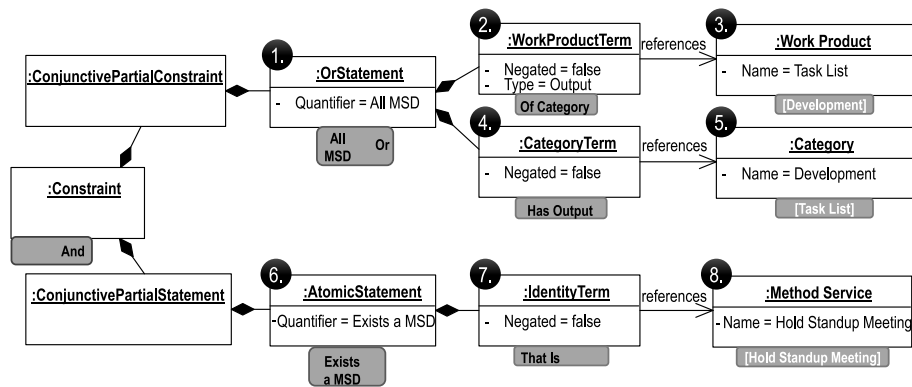 1.
:OrStatement
- Quantifier = All MSD
All Or
MSD
2.
:WorkProductTerm
- Negated = false
- Type = Output
Of Category
references
3.
:Work Product
- Name = Task List
[Development]
:ConjunctivePartialConstraint
4.
:CategoryTerm
- Negated = false
Has Output
references
5.
:Category
- Name = Development
[Task List]
:Constraint
And
:ConjunctivePartialStatement
6.
:AtomicStatement
-Quantifier = Exists a MSD
Exists
a MSD
7.
:IdentityTerm
- Negated = false
That Is
references
8.
:Method Service
- Name = Hold Standup Meeting
[Hold Standup Meeting]